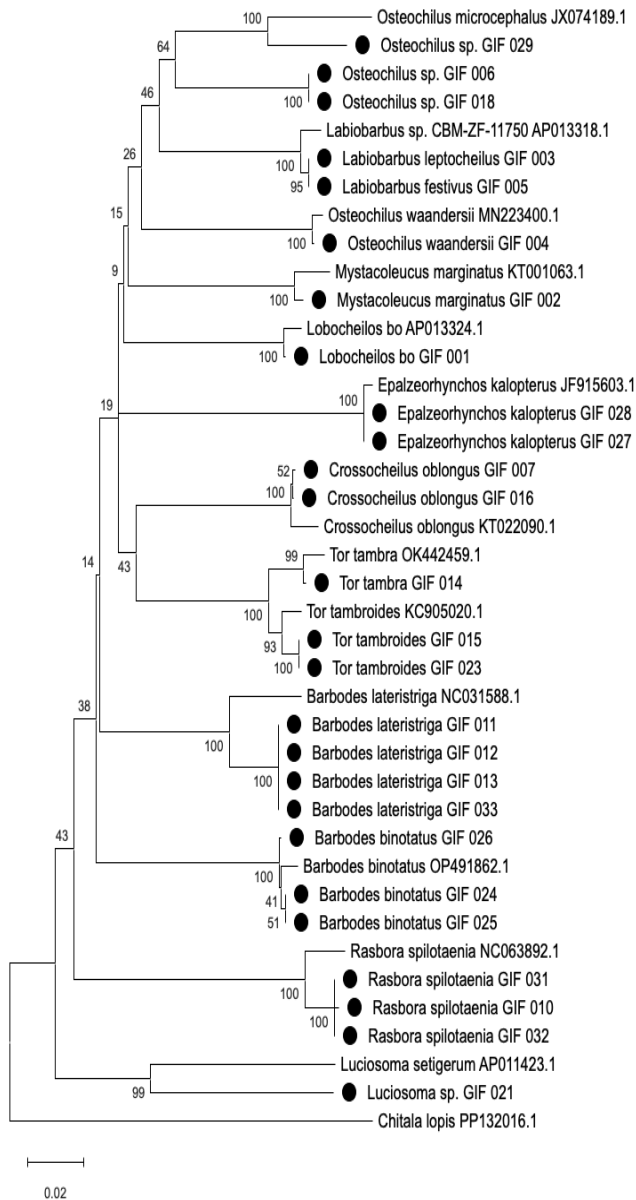 100
Osteochilus microcephalus JX074189.1
Osteochilus sp. GIF 029
64
Osteochilus sp. GIF 006
100
Osteochilus sp. GIF 018
46
Labiobarbus sp. CBM-ZF-11750 AP013318.1
100
Labiobarbus leptocheilus GIF 003
95
Labiobarbus festivus GIF 005
26
Osteochilus waandersii MN223400.1
100
Osteochilus waandersii GIF 004
15
Mystacoleucus marginatus KT001063.1
100
Mystacoleucus marginatus GIF 002
9
Lobocheilos bo AP013324.1
100
Lobocheilos bo GIF 001
19
Epalzeorhynchos kalopterus JF915603.1
100
Epalzeorhynchos kalopterus GIF 028
Epalzeorhynchos kalopterus GIF 027
52
Crossocheilus oblongus GIF 007
100
Crossocheilus oblongus GIF 016
Crossocheilus oblongus KT022090.1
43
99
Tor tambra OK442459.1
14
Tor tambra GIF 014
100
Tor tambroides KC905020.1
93
Tor tambroides GIF 015
100
Tor tambroides GIF 023
38
Barbodes lateristriga NC031588.1
100
Barbodes lateristriga GIF 011
Barbodes lateristriga GIF 012
100
Barbodes lateristriga GIF 013
Barbodes lateristriga GIF 033
43
Barbodes binotatus GIF 026
100
Barbodes binotatus OP491862.1
41
Barbodes binotatus GIF 024
51
Barbodes binotatus GIF 025
Rasbora spilotaenia NC063892.1
100
Rasbora spilotaenia GIF 031
Rasbora spilotaenia GIF 010
100
Rasbora spilotaenia GIF 032
Luciosoma setigerum AP011423.1
99
Luciosoma sp. GIF 021
Chitala lopis PP132016.1
0.02